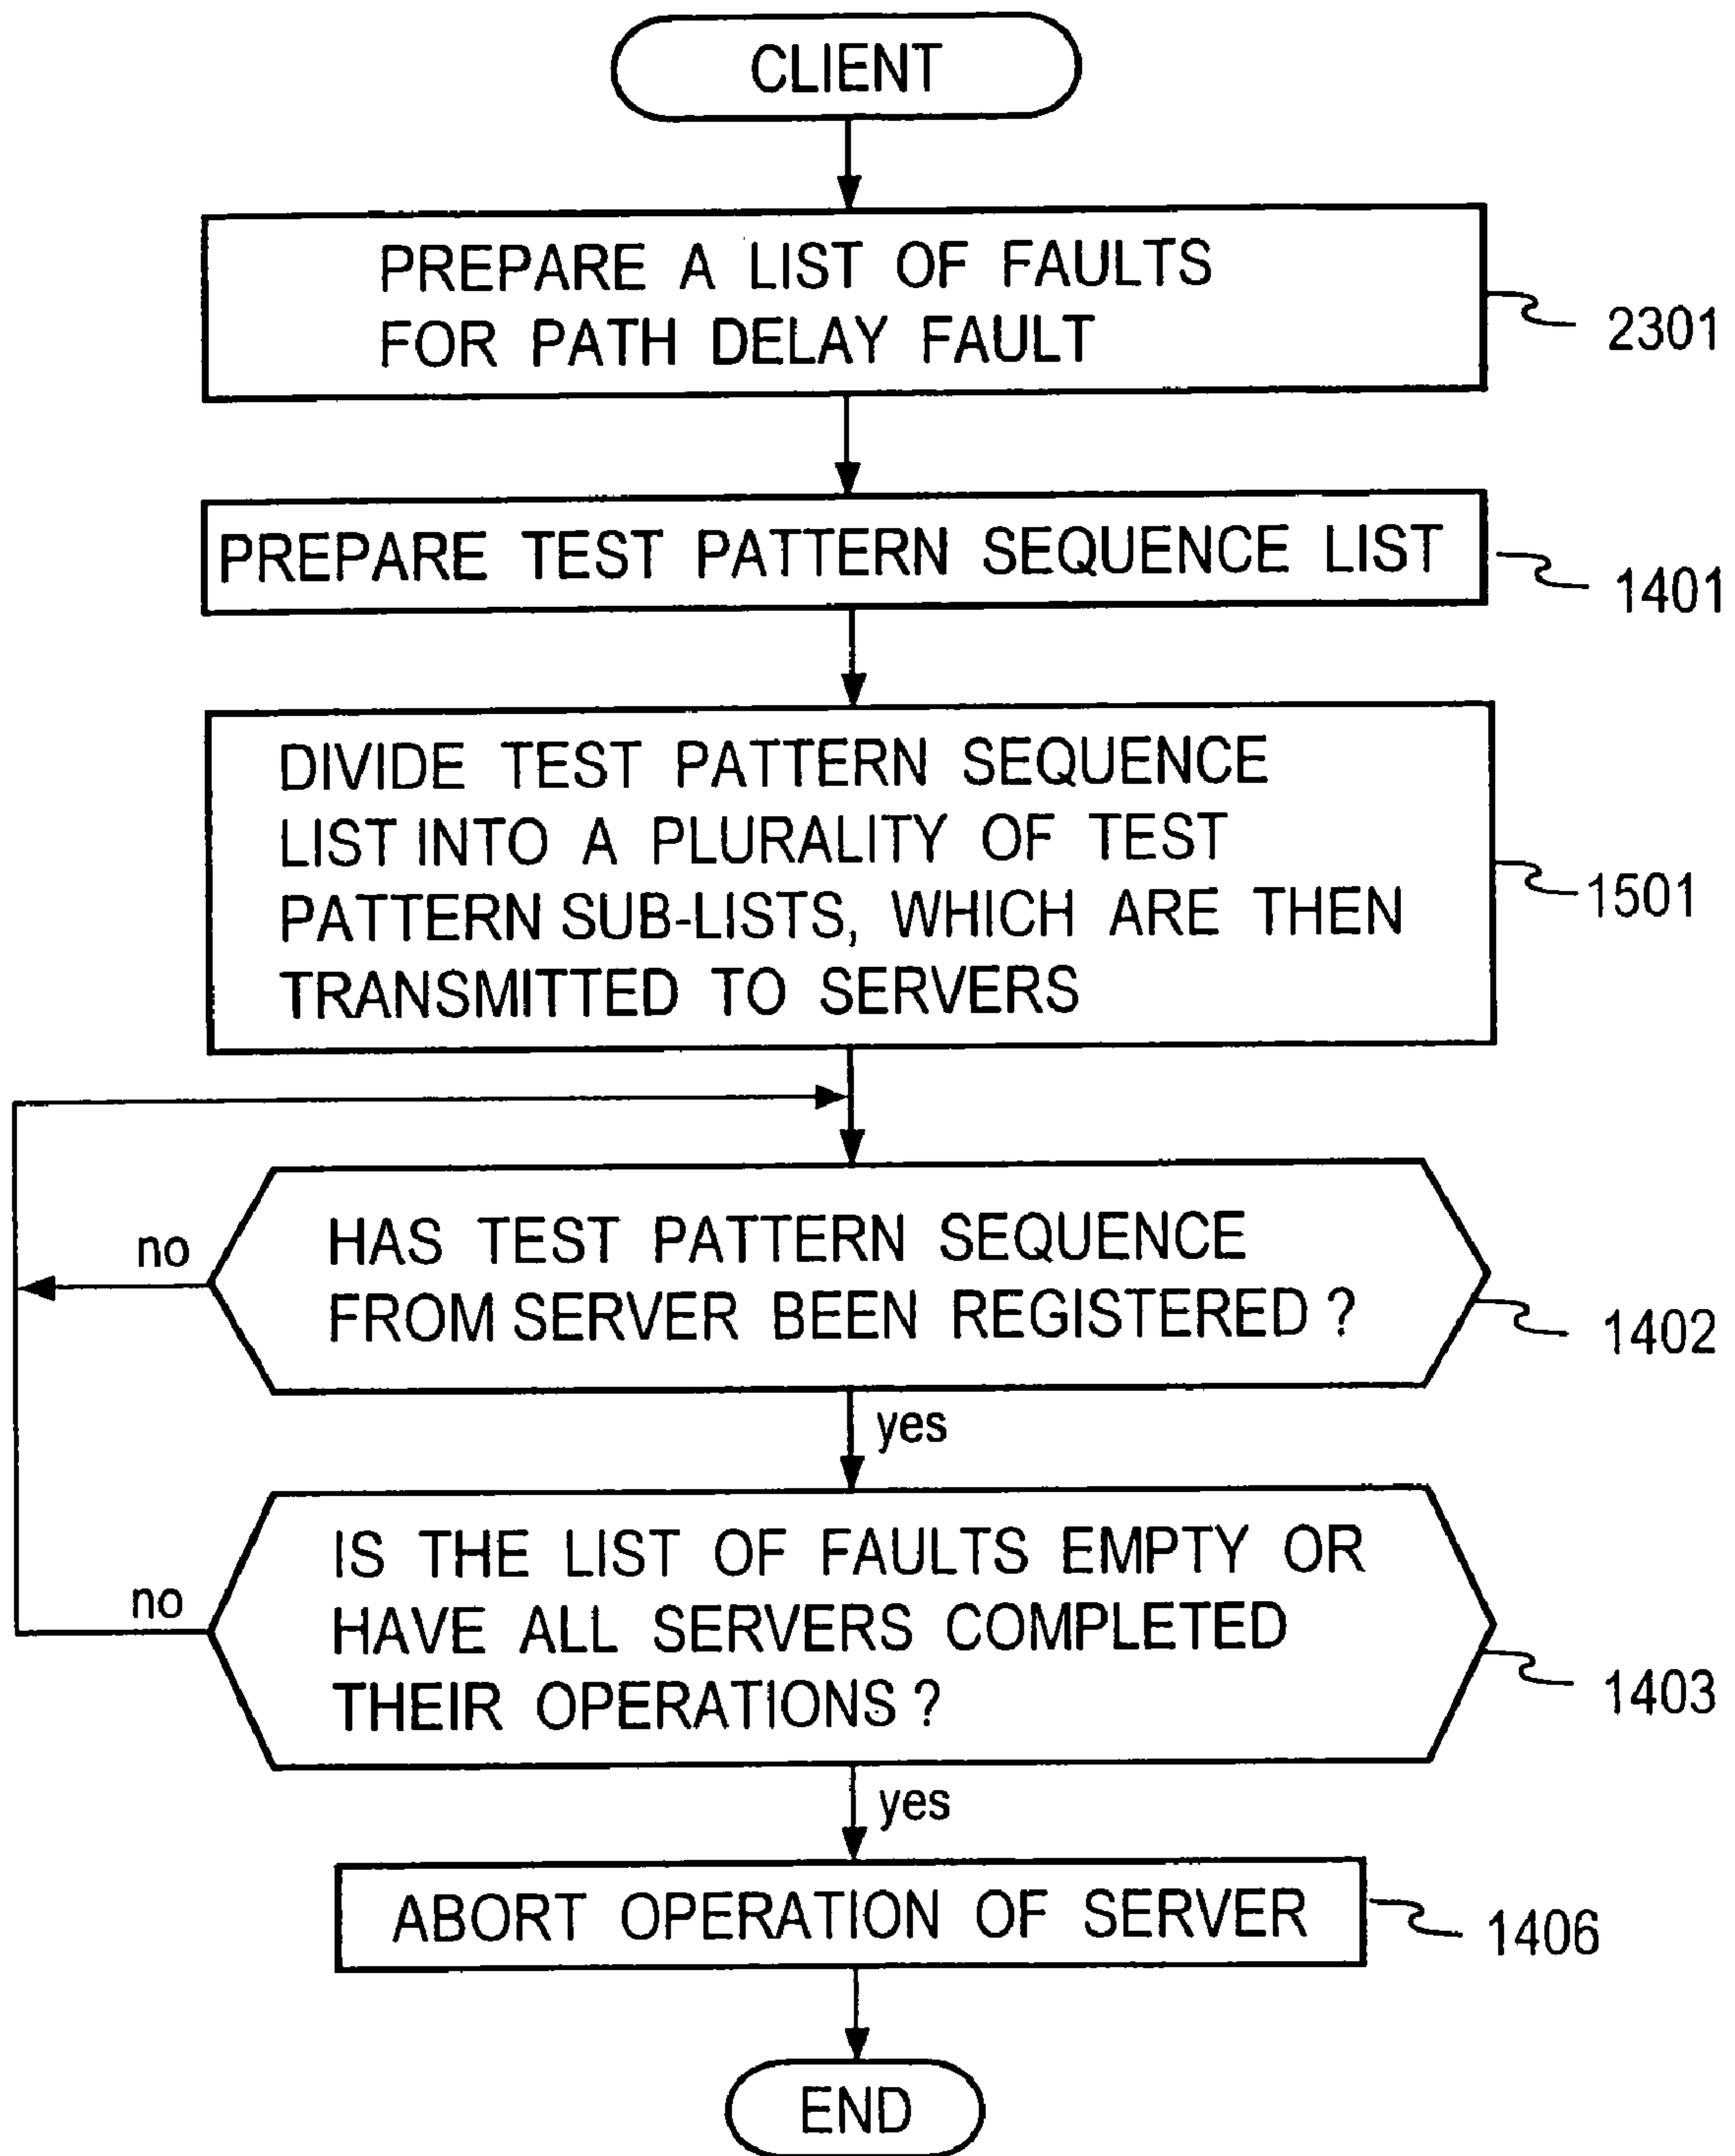 CLIENT
PREPARE A LIST OF FAULTS
FOR PATH DELAY FAULT
2301
PREPARE TEST PATTERN SEQUENCE LIST
1401
DIVIDE TEST PATTERN SEQUENCE
LIST INTO A PLURALITY OF TEST
PATTERN SUB-LISTS, WHICH ARE THEN
TRANSMITTED TO SERVERS
1501
no
HAS TEST PATTERN SEQUENCE
FROM SERVER BEEN REGISTERED ?
1402
yes
no
IS THE LIST OF FAULTS EMPTY OR
HAVE ALL SERVERS COMPLETED
THEIR OPERATIONS ?
1403
yes
ABORT OPERATION OF SERVER
1406
END